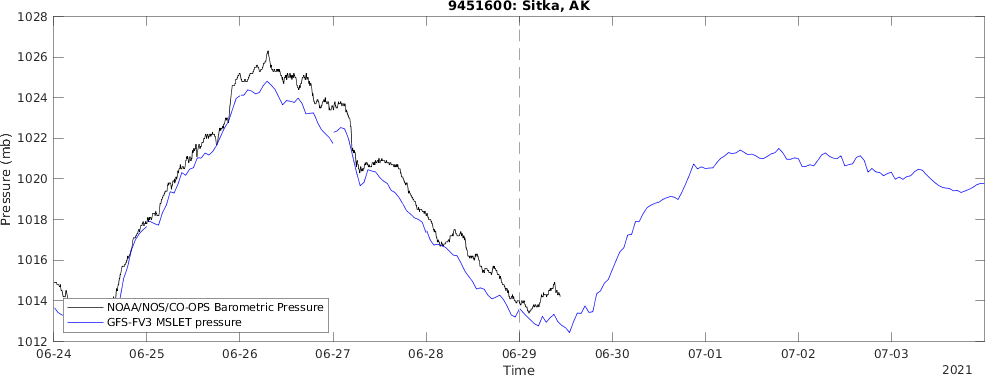 9451600: Sitka, AK
Pressure (mb)
1028
1026
1024
1022
1020
1018
1016
1014
1012
NOAA/NOS/CO-OPS Barometric Pressure
GFS-FV3 MSLET pressure
06-24 06-25 06-26 06-27 06-28 06-29 06-30 07-01 07-02 07-03
Time
2021